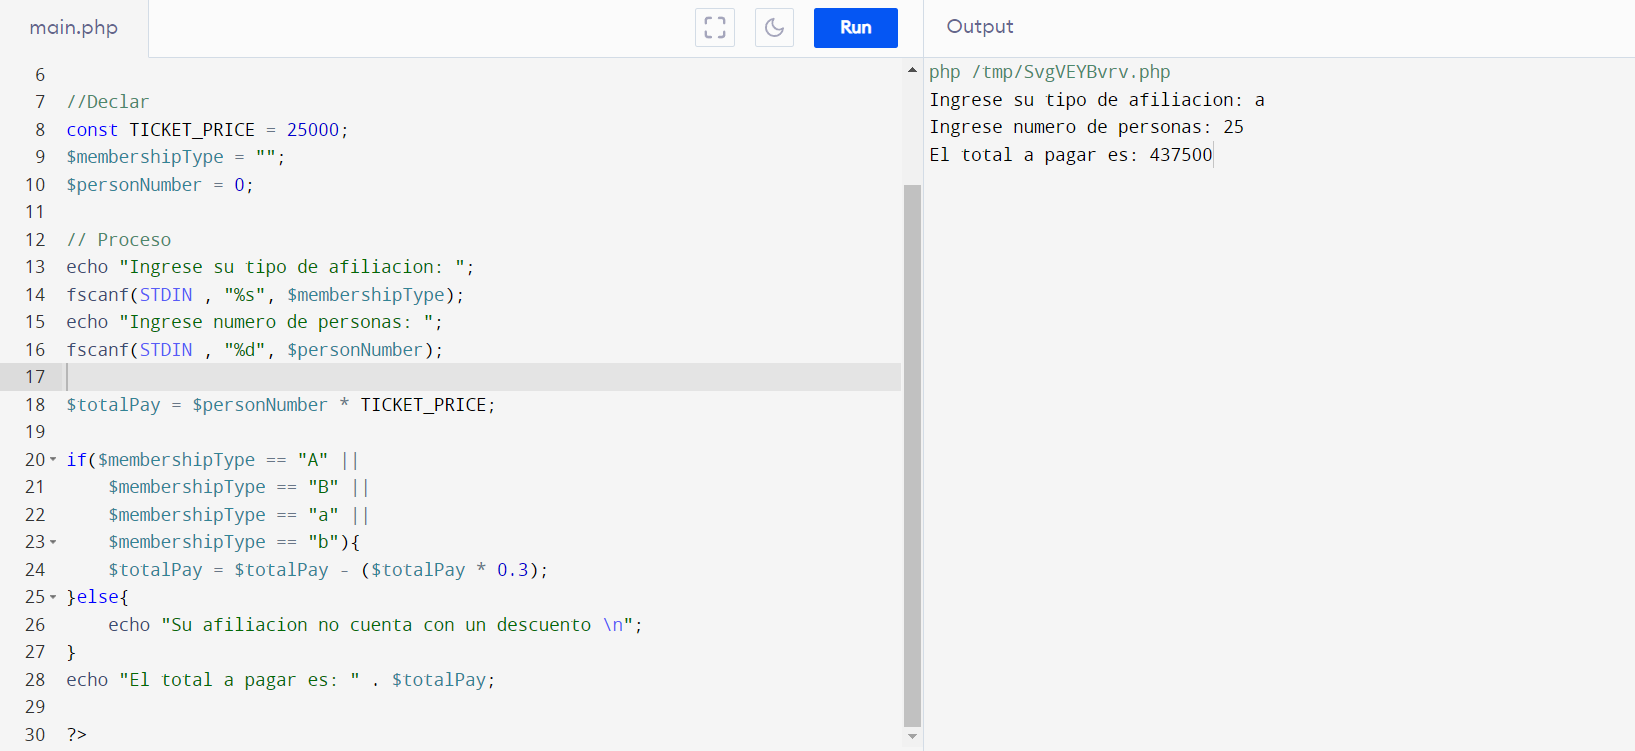 main.php
Run
Output
6
7 //Declar
8 const TICKET_PRICE = 25000;
9 $membershipType = "";
10 $personNumber = 0;
11
12 // Proceso
13 echo "Ingrese su tipo de afiliacion: ";
14 fscanf(STDIN , "%s", $membershipType);
15 echo "Ingrese numero de personas: ";
16 fscanf(STDIN , "%d", $personNumber);
17
18 $totalPay = $personNumber * TICKET_PRICE;
19
20 if($membershipType == "A" ||
21     $membershipType == "B" ||
22     $membershipType == "a" ||
23     $membershipType == "b"){
24     $totalPay = $totalPay - ($totalPay * 0.3);
25 }else{
26     echo "Su afiliacion no cuenta con un descuento \n";
27 }
28 echo "El total a pagar es: " . $totalPay;
29
30 ?>
php /tmp/SvgVEYBvrv.php
Ingrese su tipo de afiliacion: a
Ingrese numero de personas: 25
El total a pagar es: 437500